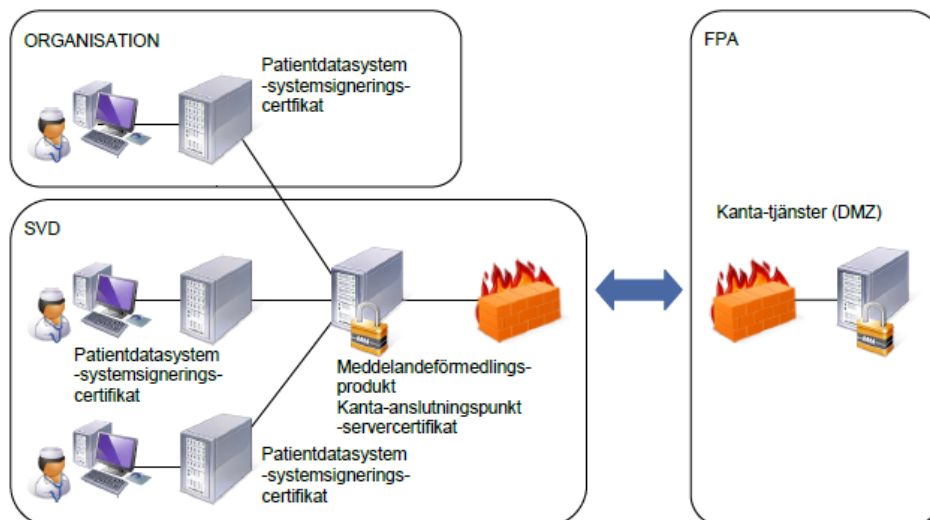 ORGANISATION
Patientdatasystem
-systemsignerings-
certfikat
SVD
Patientdatasystem
-systemsignerings-
certifikat
Meddelandeförmedlings-
produkt
Kanta-anslutningspunkt
-servercertifikat
Patientdatasystem
-systemsignerings-
certifikat
FPA
Kanta-tjänster (DMZ)